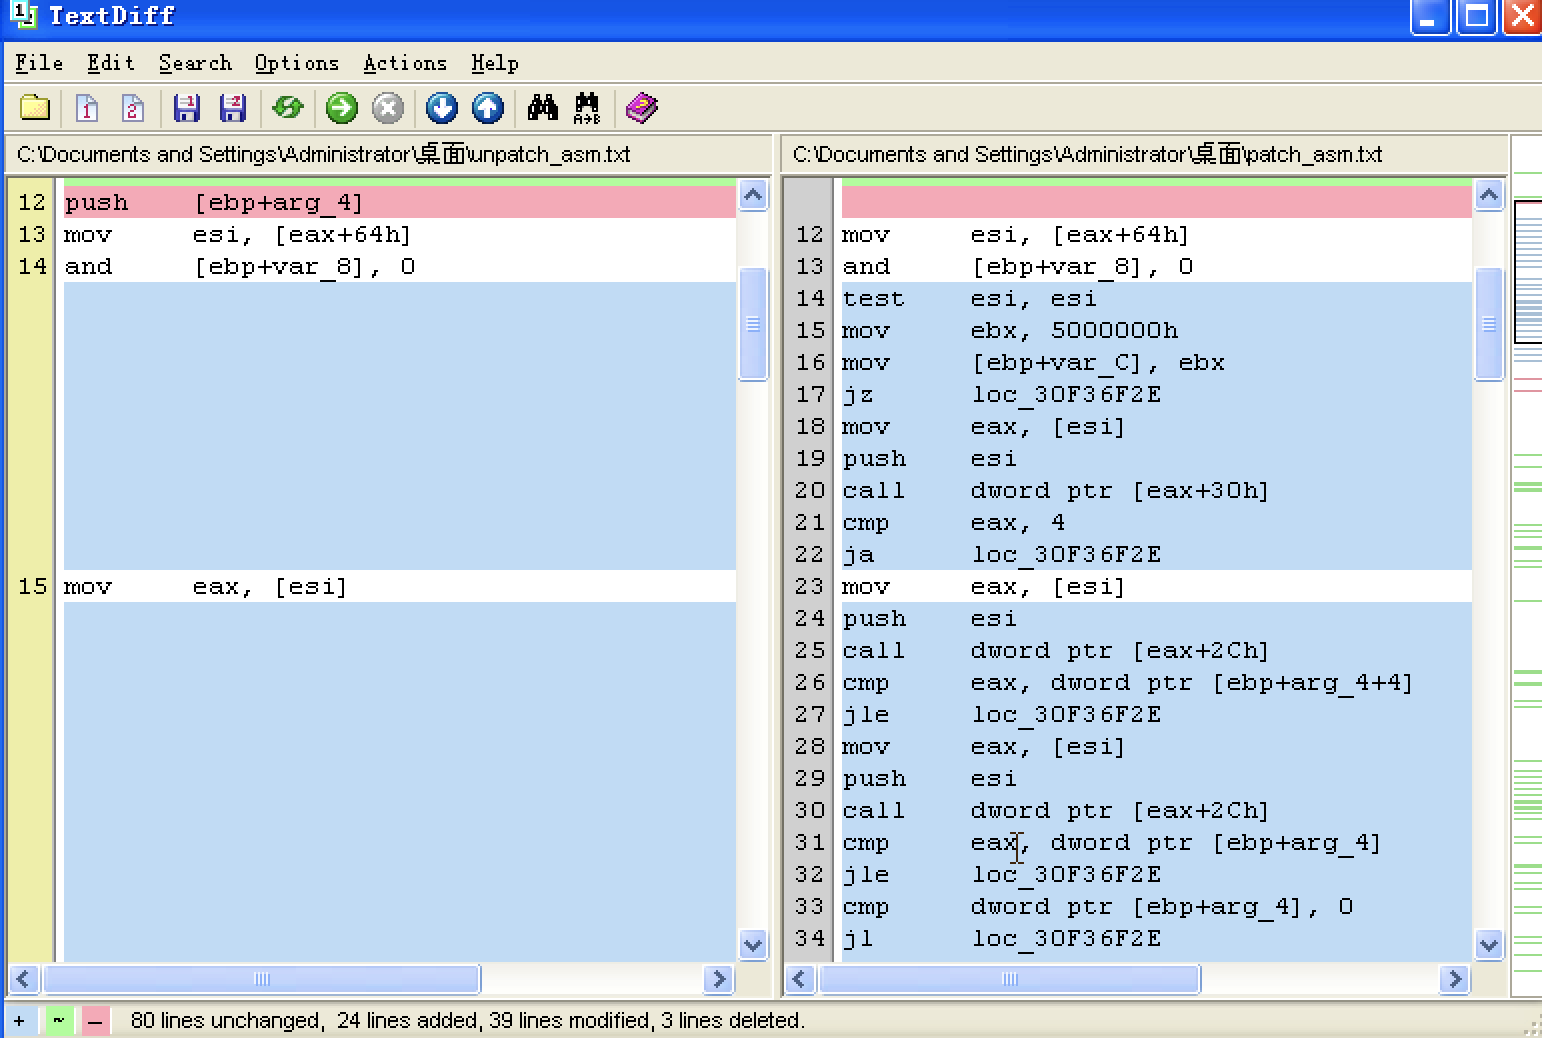 TextDiff
File Edit Search Options Actions Help
1 2 1 2 A→B
C:\Documents and Settings\Administrator\桌面\unpatch_asm.txt
12 push [ebp+arg_4]
13 mov esi, [eax+64h]
14 and [ebp+var_8], 0
15 mov eax, [esi]
C:\Documents and Settings\Administrator\桌面\patch_asm.txt
12 mov esi, [eax+64h]
13 and [ebp+var_8], 0
14 test esi, esi
15 mov ebx, 5000000h
16 mov [ebp+var_C], ebx
17 jz loc_30F36F2E
18 mov eax, [esi]
19 push esi
20 call dword ptr [eax+30h]
21 cmp eax, 4
22 ja loc_30F36F2E
23 mov eax, [esi]
24 push esi
25 call dword ptr [eax+2Ch]
26 cmp eax, dword ptr [ebp+arg_4+4]
27 jle loc_30F36F2E
28 mov eax, [esi]
29 push esi
30 call dword ptr [eax+2Ch]
31 cmp eax, dword ptr [ebp+arg_4]
32 jle loc_30F36F2E
33 cmp dword ptr [ebp+arg_4], 0
34 jl loc_30F36F2E
+ ~ – 80 lines unchanged, 24 lines added, 39 lines modified, 3 lines deleted.